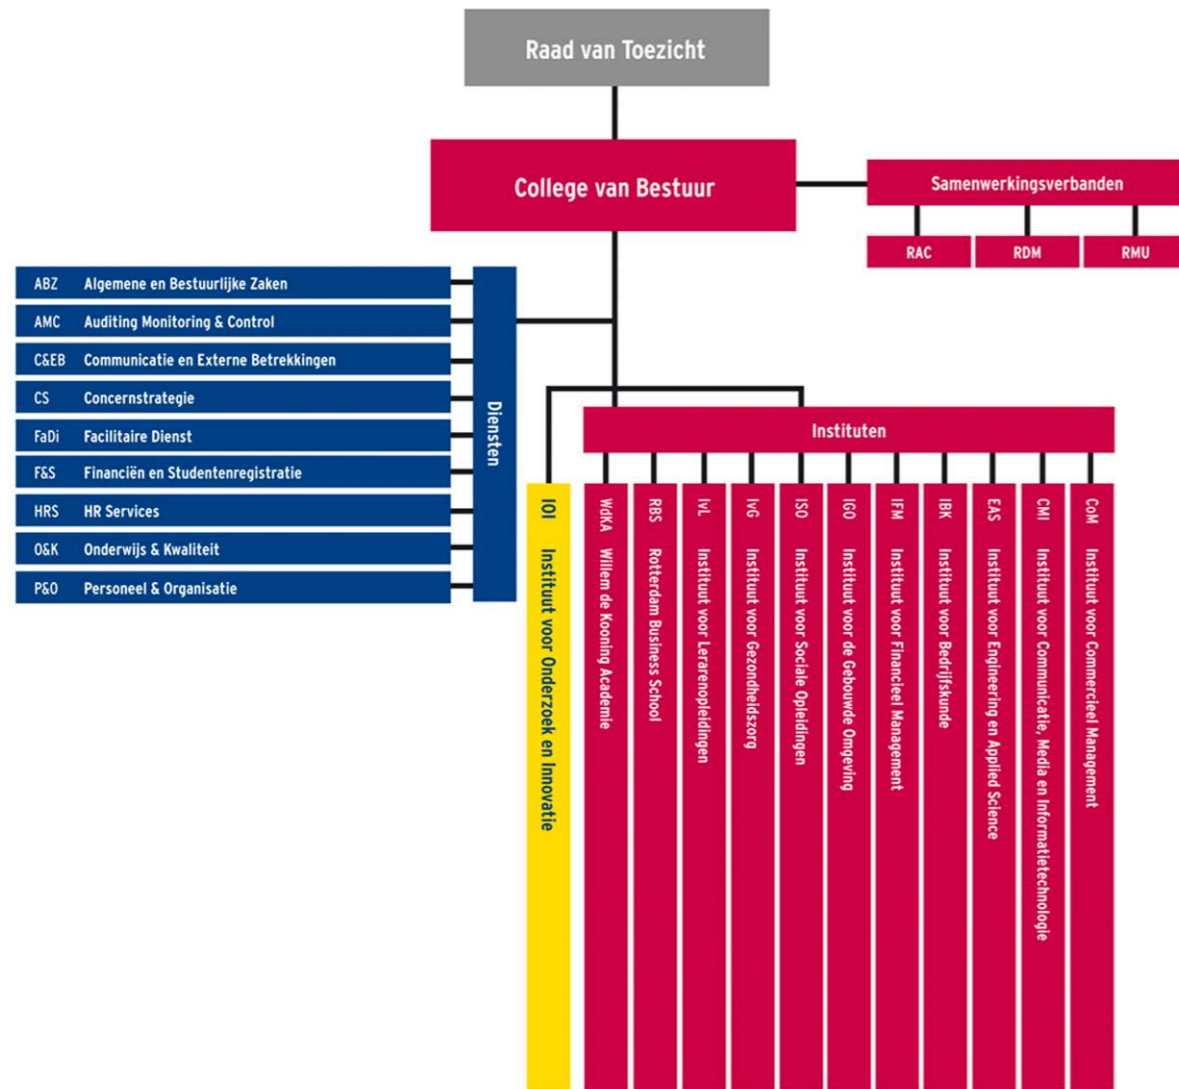 Raad van Toezicht
College van Bestuur
Samenwerkingsverbanden
RAC
RDM
RMU
Diensten
ABZ Algemene en Bestuurlijke Zaken
AMC Auditing Monitoring & Control
C&EB Communicatie en Externe Betrekkingen
CS Concernstrategie
FaDi Facilitaire Dienst
F&S Financiën en Studentenregistratie
HRS HR Services
O&K Onderwijs & Kwaliteit
P&O Personeel & Organisatie
Instituten
IOI Instituut voor Onderzoek en Innovatie
WdKA Willem de Kooning Academie
RBS Rotterdam Business School
IvL Instituut voor Lerarenopleidingen
IvG Instituut voor Gezondheidszorg
ISO Instituut voor Sociale Opleidingen
IGO Instituut voor de Gebouwde Omgeving
IFM Instituut voor Financieel Management
IBK Instituut voor Bedrijfskunde
EAS Instituut voor Engineering en Applied Science
CMI Instituut voor Communicatie, Media en Informatietechnologie
CoM Instituut voor Commercieel Management